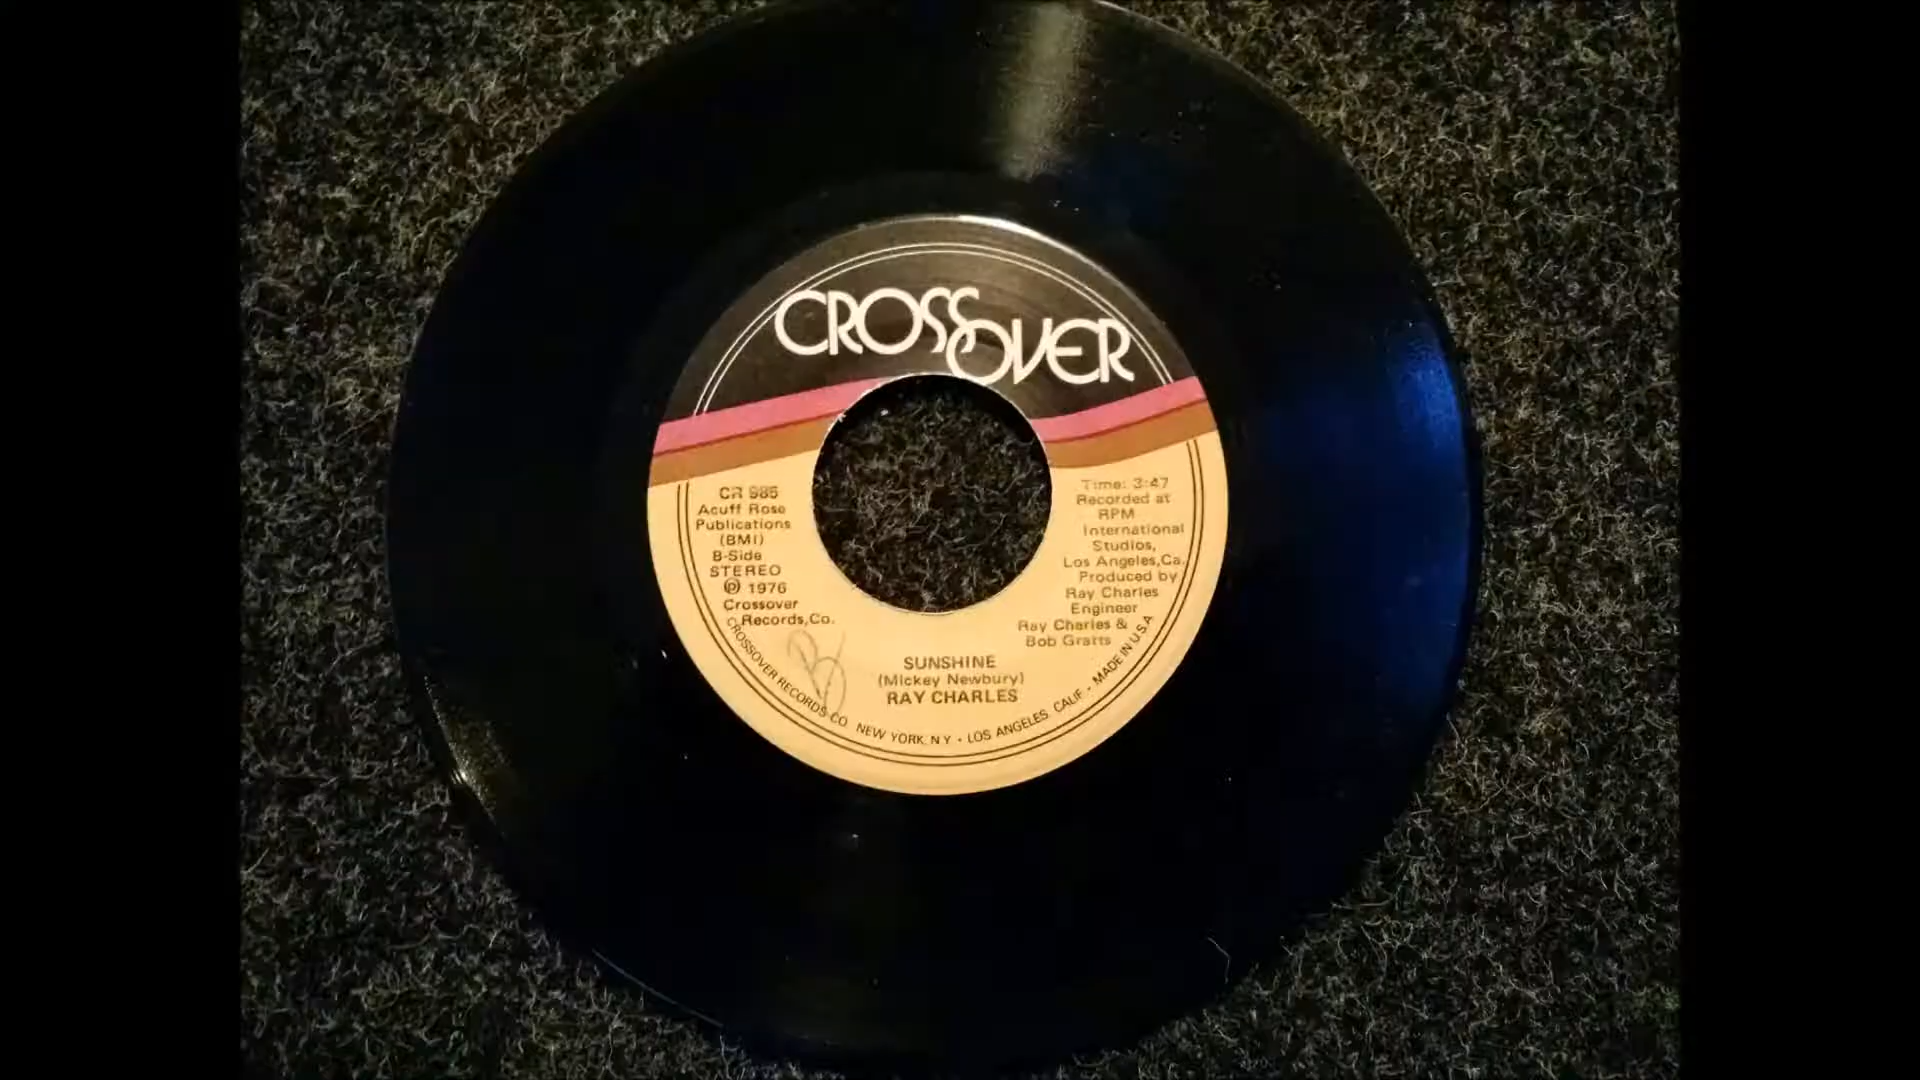 CROSSOVER
CR 985
Acuff Rose
Publications
(BMI)
B-Side
STEREO
℗ 1976
Crossover
Records,Co.
Time: 3:47
Recorded at
RPM
International
Studios,
Los Angeles,Ca.
Produced by
Ray Charles
Engineer
Ray Charles &
Bob Gratts
B
SUNSHINE
(Mickey Newbury)
RAY CHARLES
CROSSOVER RECORDS CO. NEW YORK, N.Y. • LOS ANGELES, CALIF. • MADE IN U.S.A.